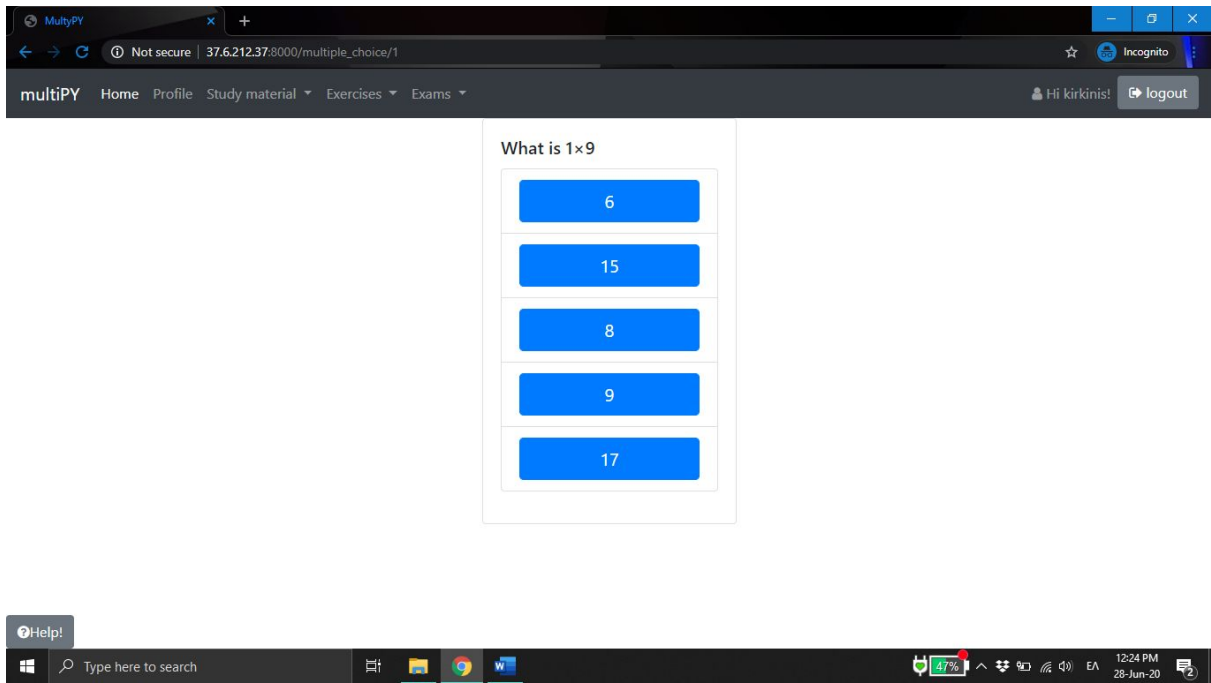 MultyPY
Not secure | 37.6.212.37:8000/multiple_choice/1
Incognito
multiPY Home Profile Study material Exercises Exams Hi kirkinis! logout
What is 1×9
6
15
8
9
17
Help!
Type here to search
W
47%
ΕΛ
12:24 PM
28-Jun-20
2